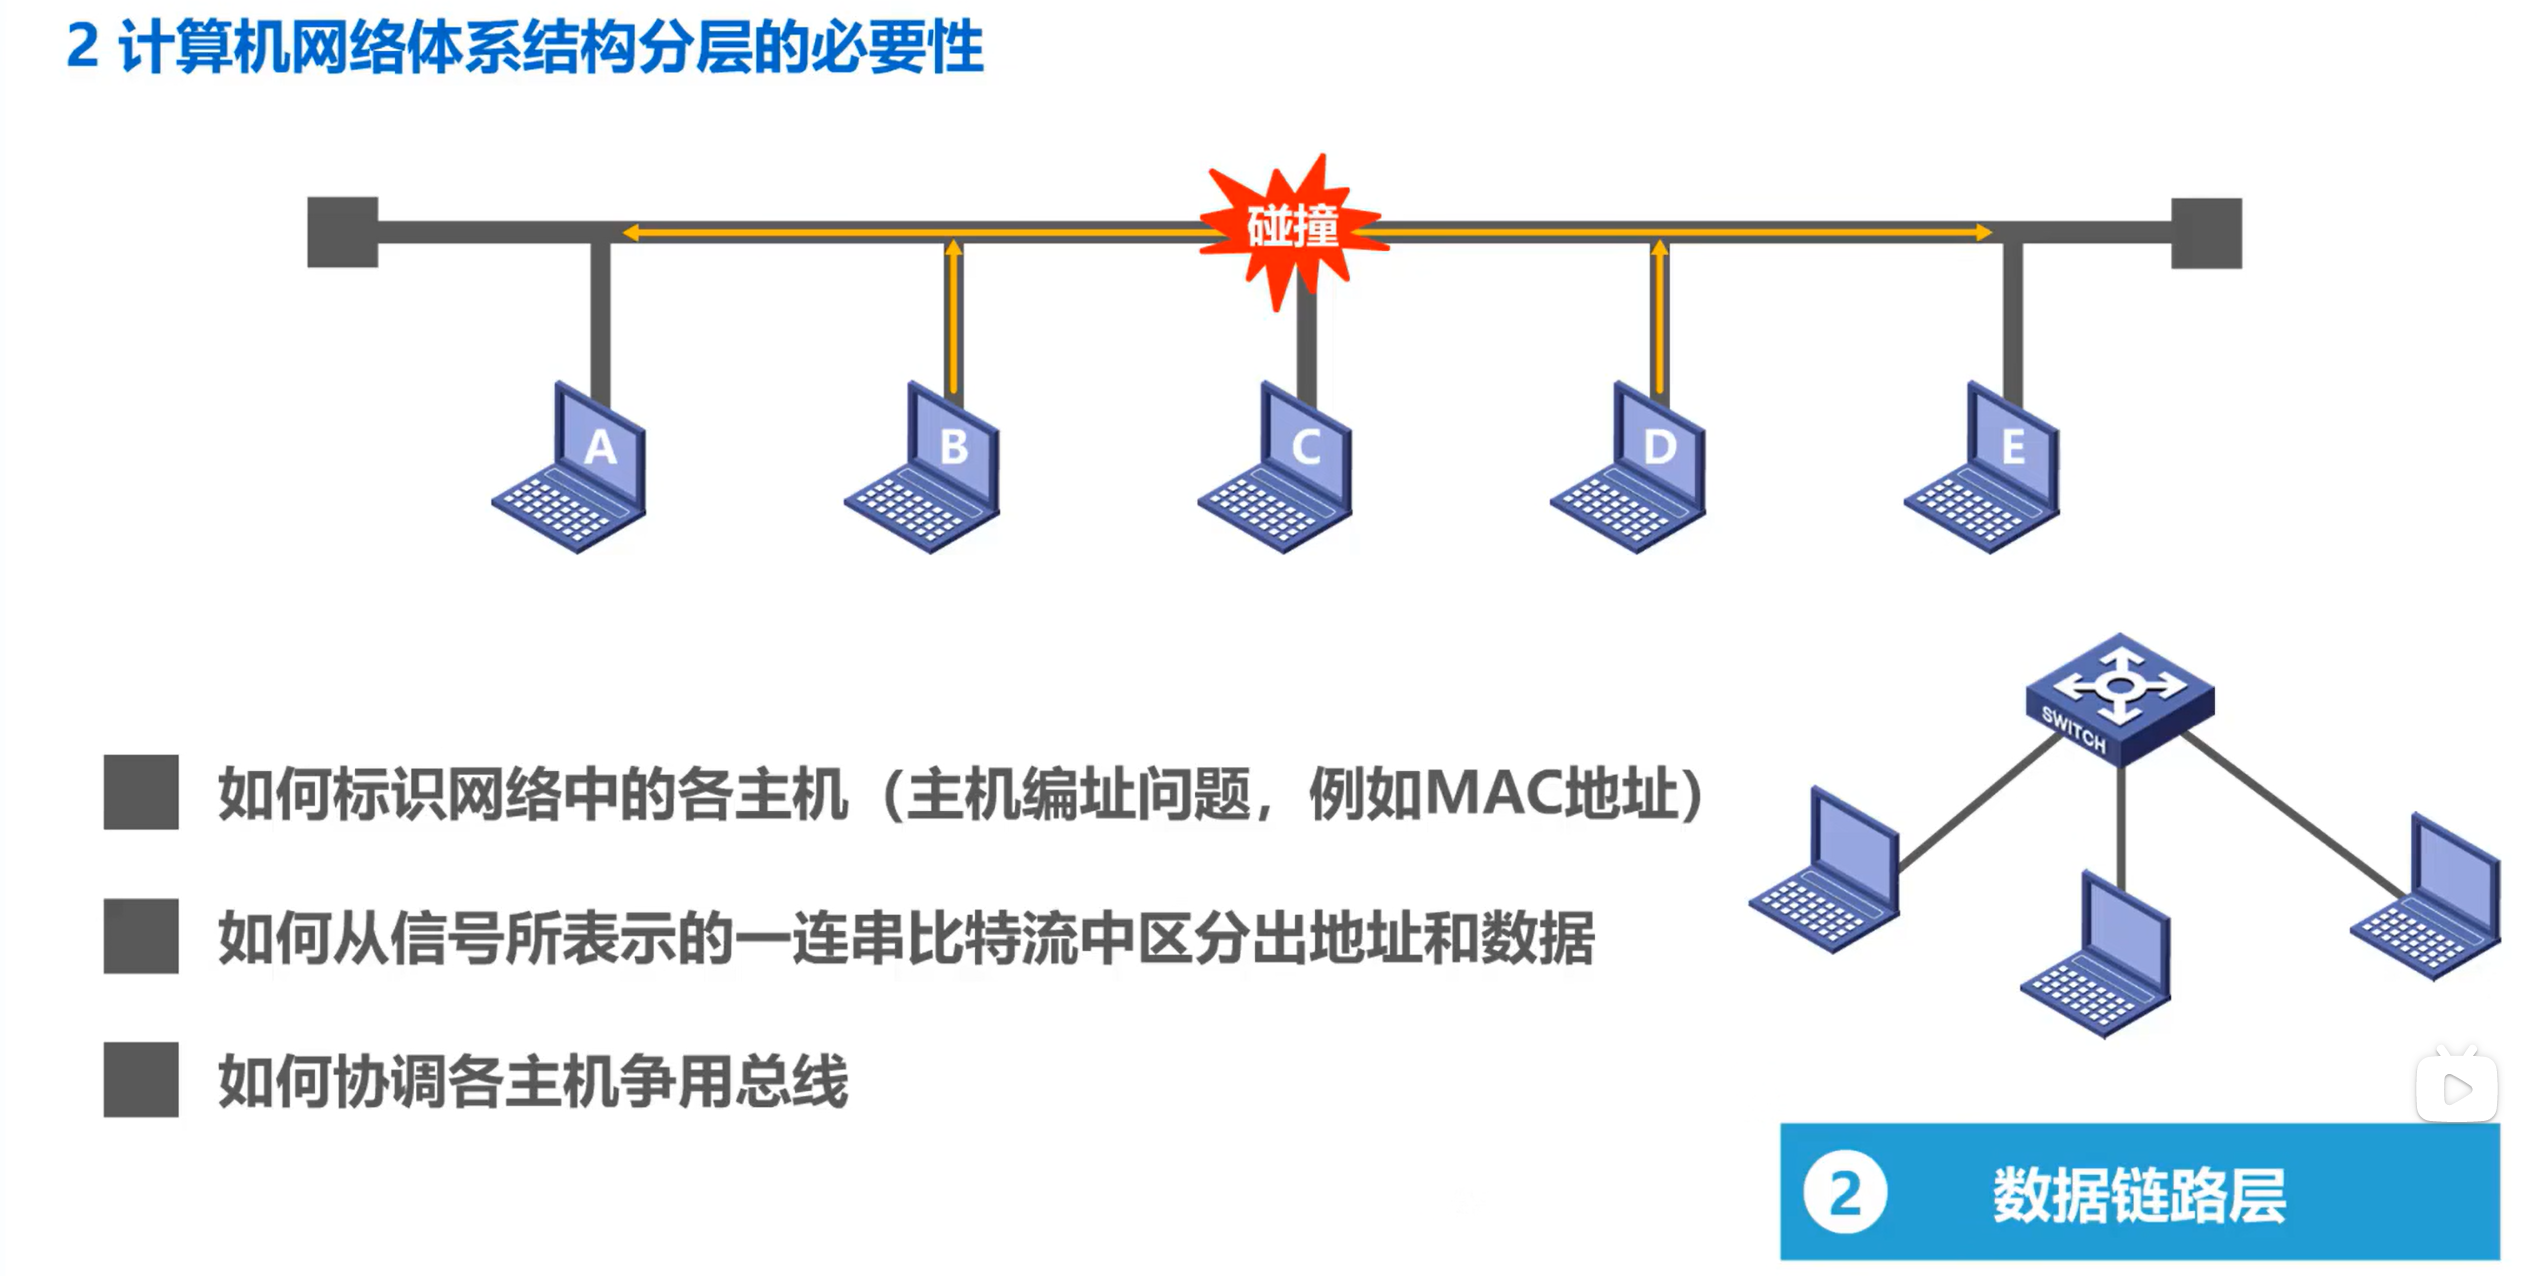 2 计算机网络体系结构分层的必要性
碰撞
A
B
C
D
E
SWITCH
如何标识网络中的各主机（主机编址问题，例如MAC地址）
如何从信号所表示的一连串比特流中区分出地址和数据
如何协调各主机争用总线
2 数据链路层